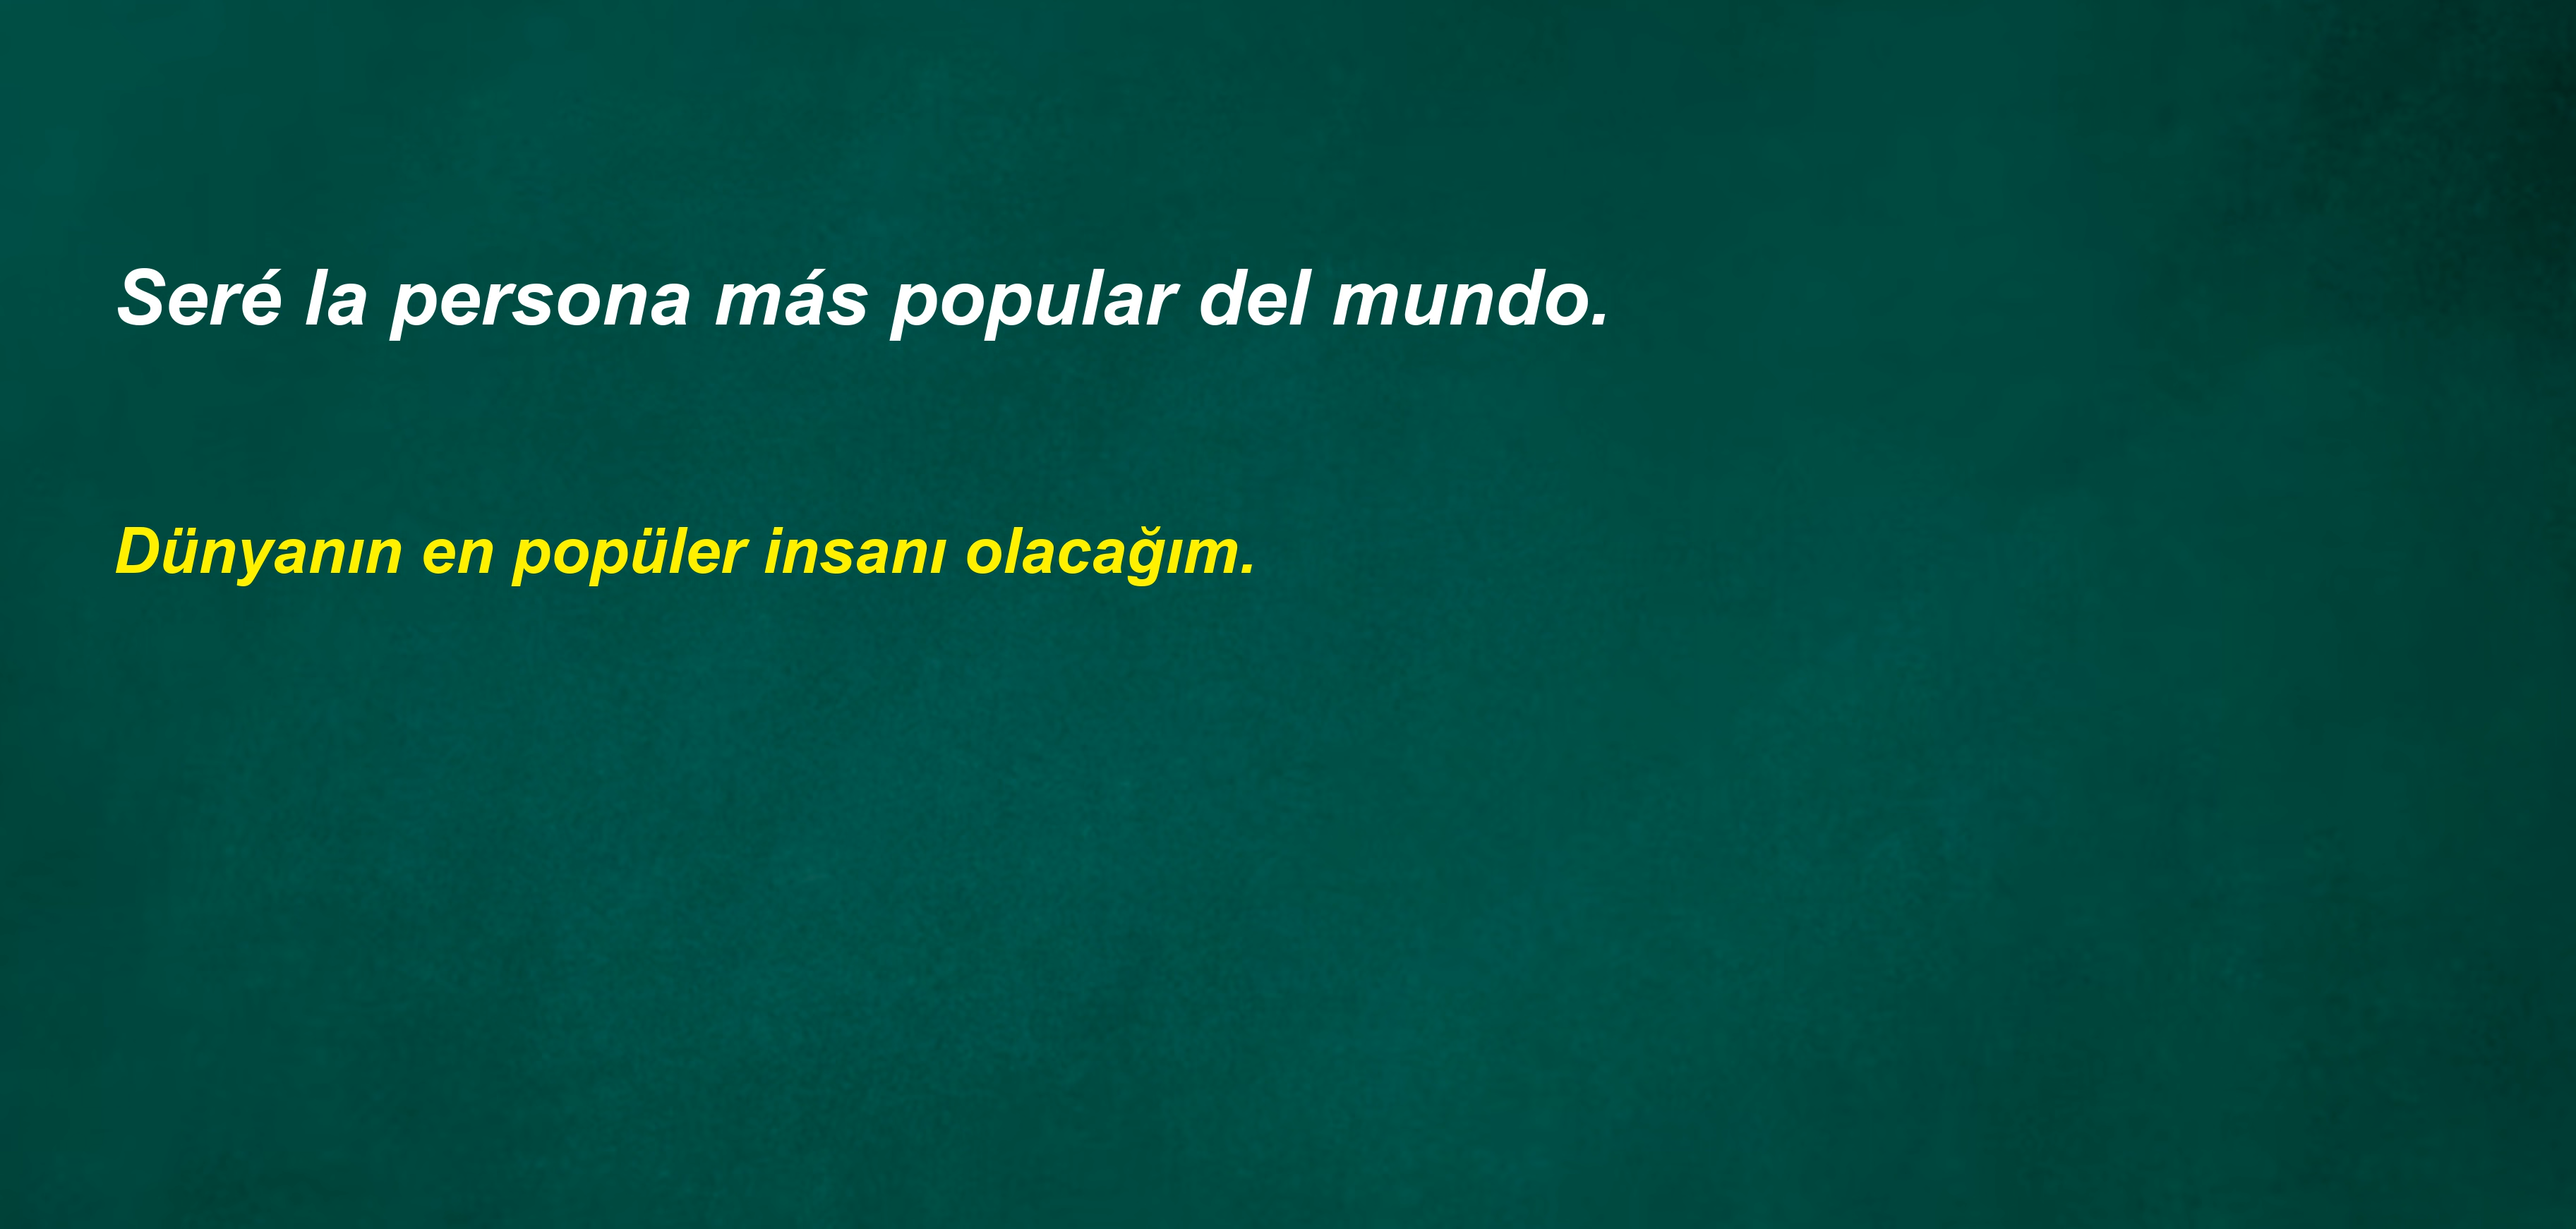 Seré la persona más popular del mundo.
Dünyanın en popüler insanı olacağım.